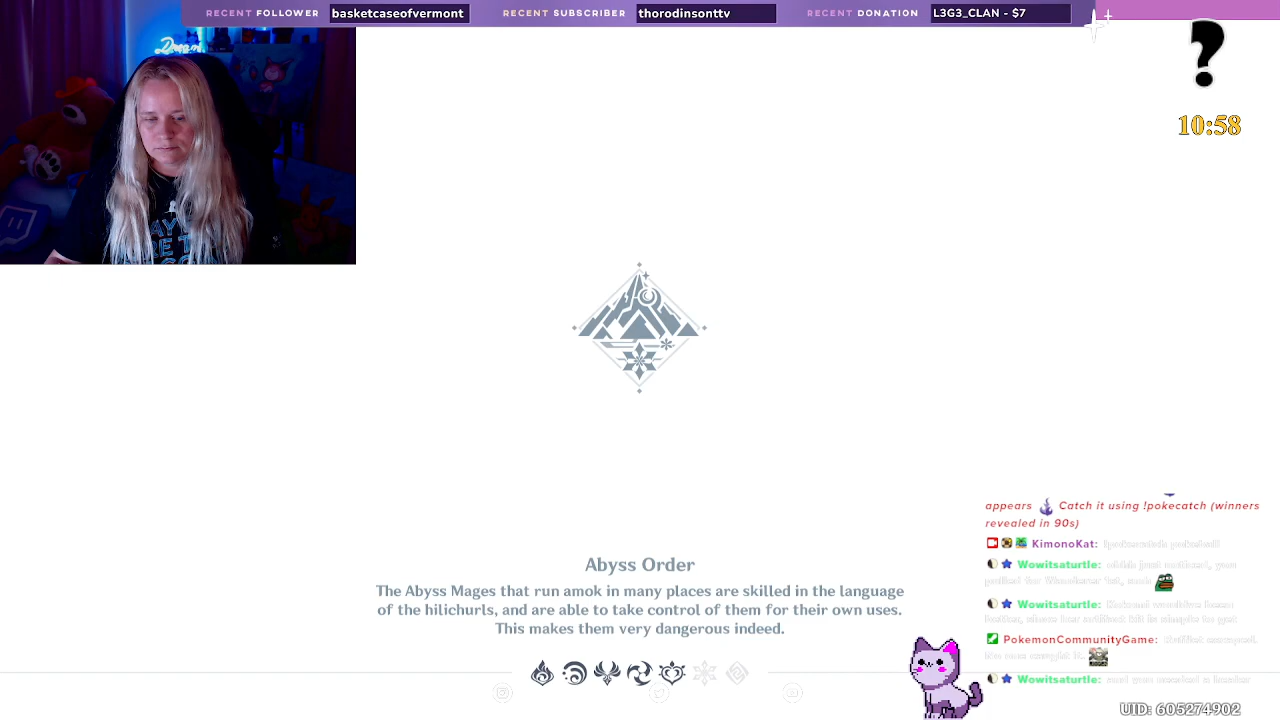 RECENT FOLLOWER basketcaseofvermont RECENT SUBSCRIBER thorodinsonttv RECENT DONATION L3G3_CLAN - $7
Dream
?
10:58
appears Catch it using !pokecatch (winners
revealed in 90s)
KimonoKat: !pokecatch pokeball
Wowitsaturtle:
Wowitsaturtle:
PokemonCommunityGame:
Wowitsaturtle:
Abyss Order
The Abyss Mages that run amok in many places are skilled in the language
of the hilichurls, and are able to take control of them for their own uses.
This makes them very dangerous indeed.
UID: 605274902